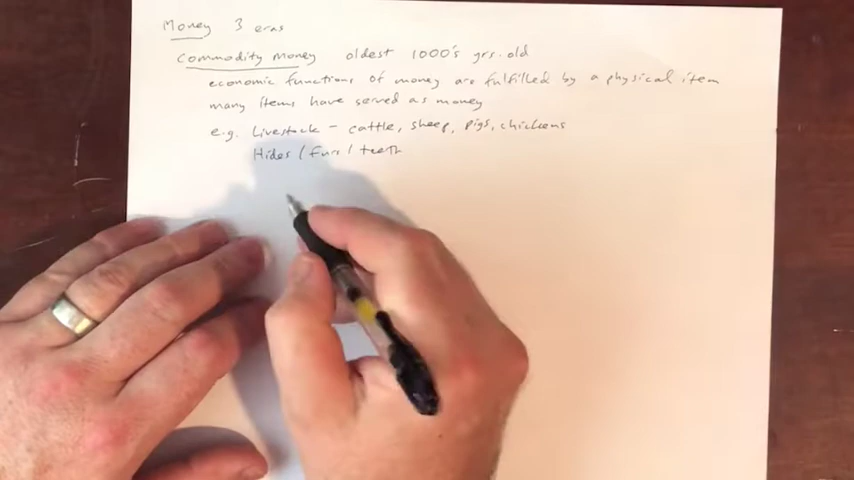 Money 3 eras
Commodity money oldest 1000's yrs. old
economic functions of money are fulfilled by a physical item
many items have served as money
e.g. Livestock - cattle, sheep, pigs, chickens
Hides / Furs / teeth